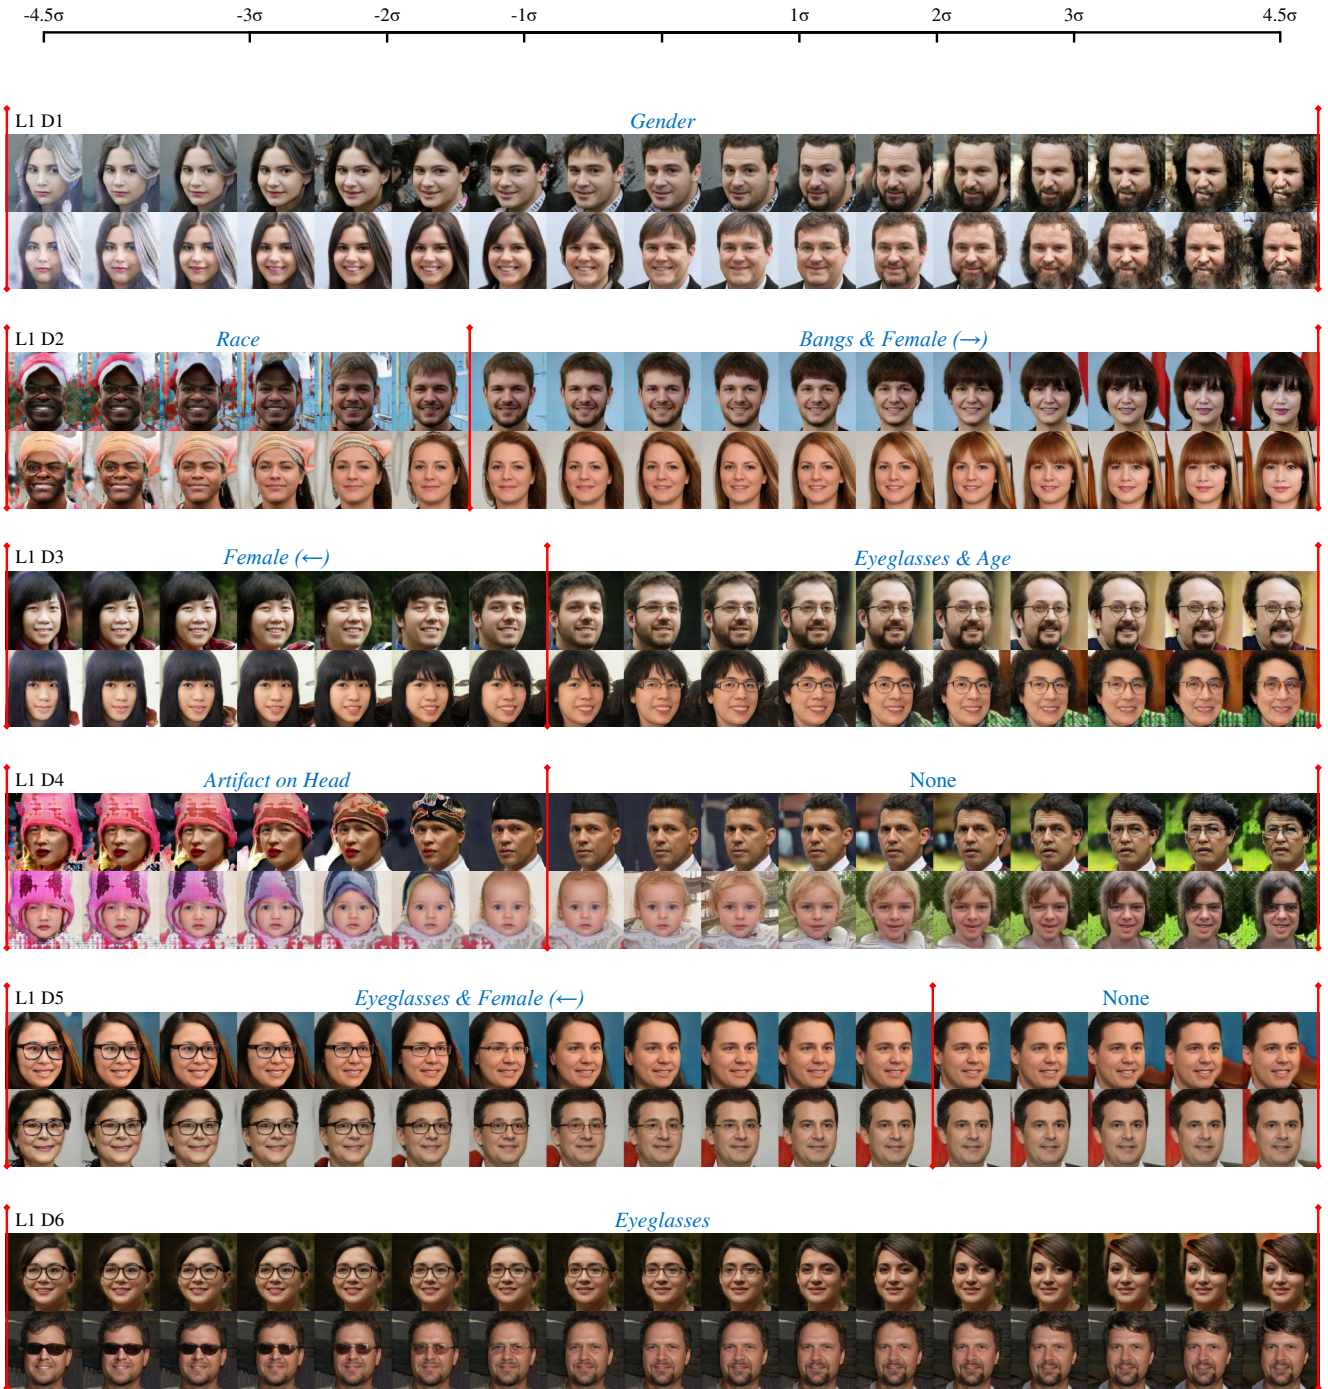 -4.5σ -3σ -2σ -1σ 1σ 2σ 3σ 4.5σ
L1 D1 Gender
L1 D2 Race Bangs & Female (→)
L1 D3 Female (←) Eyeglasses & Age
L1 D4 Artifact on Head None
L1 D5 Eyeglasses & Female (←) None
L1 D6 Eyeglasses